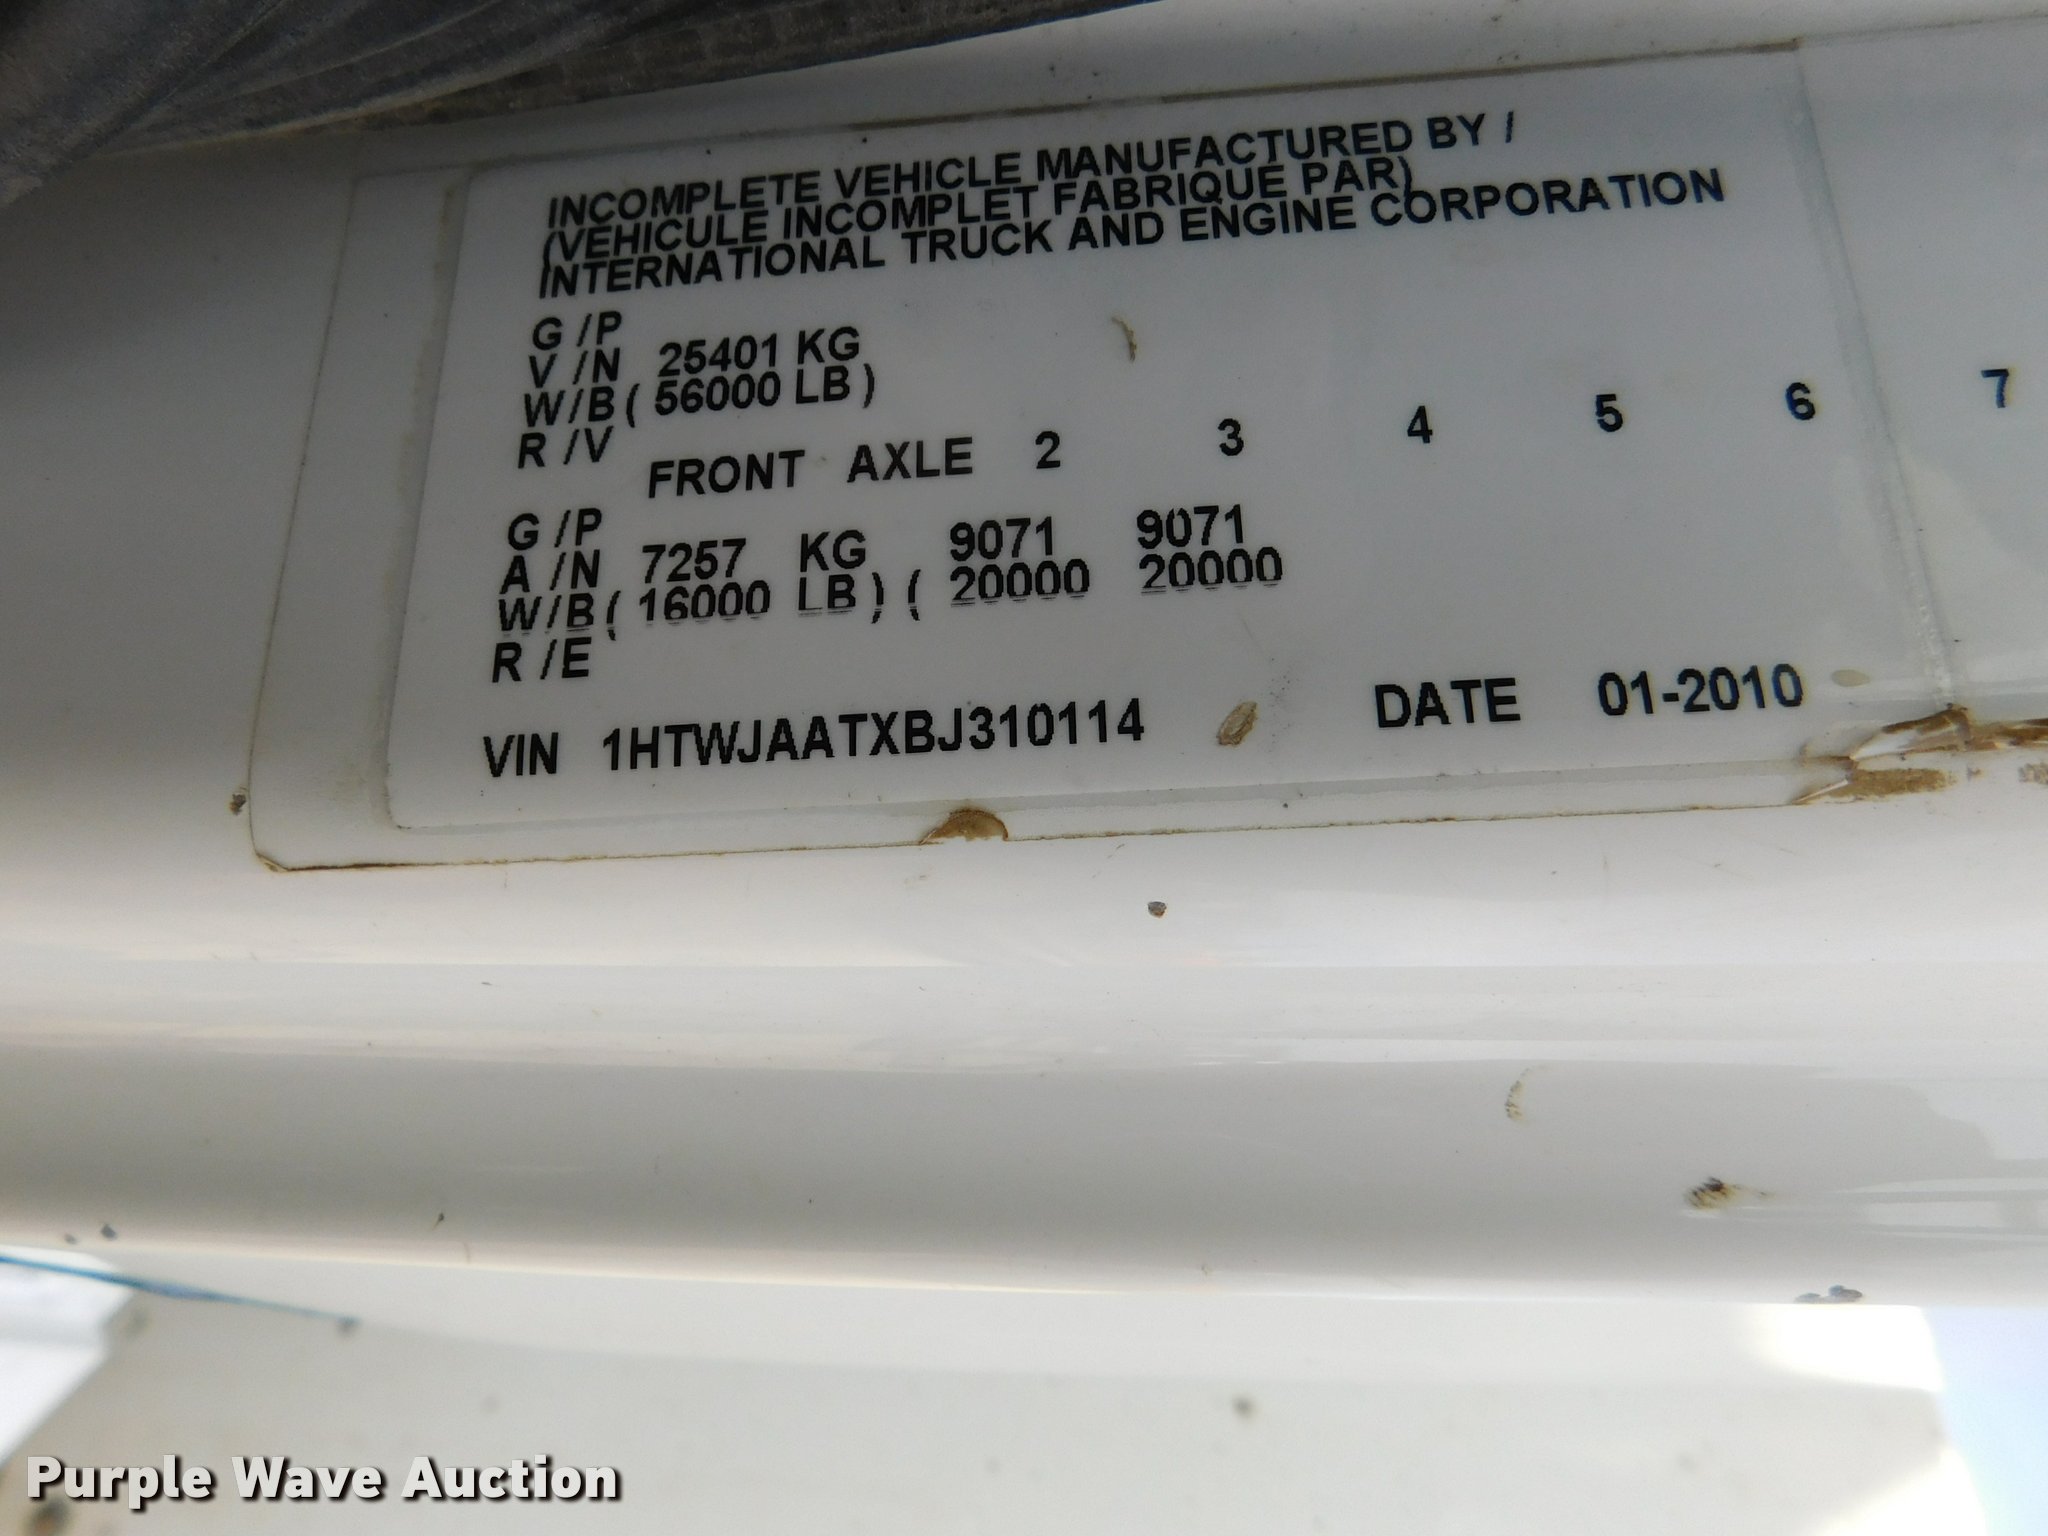 INCOMPLETE VEHICLE MANUFACTURED BY /
(VEHICULE INCOMPLET FABRIQUE PAR)
INTERNATIONAL TRUCK AND ENGINE CORPORATION
G /P
V /N 25401 KG
W/B ( 56000 LB )
R /V
FRONT AXLE 2 3 4 5 6 7
G /P
A /N 7257 KG 9071 9071
W/B ( 16000 LB ) ( 20000 20000
R /E
VIN 1HTWJAATXBJ310114 DATE 01-2010
Purple Wave Auction